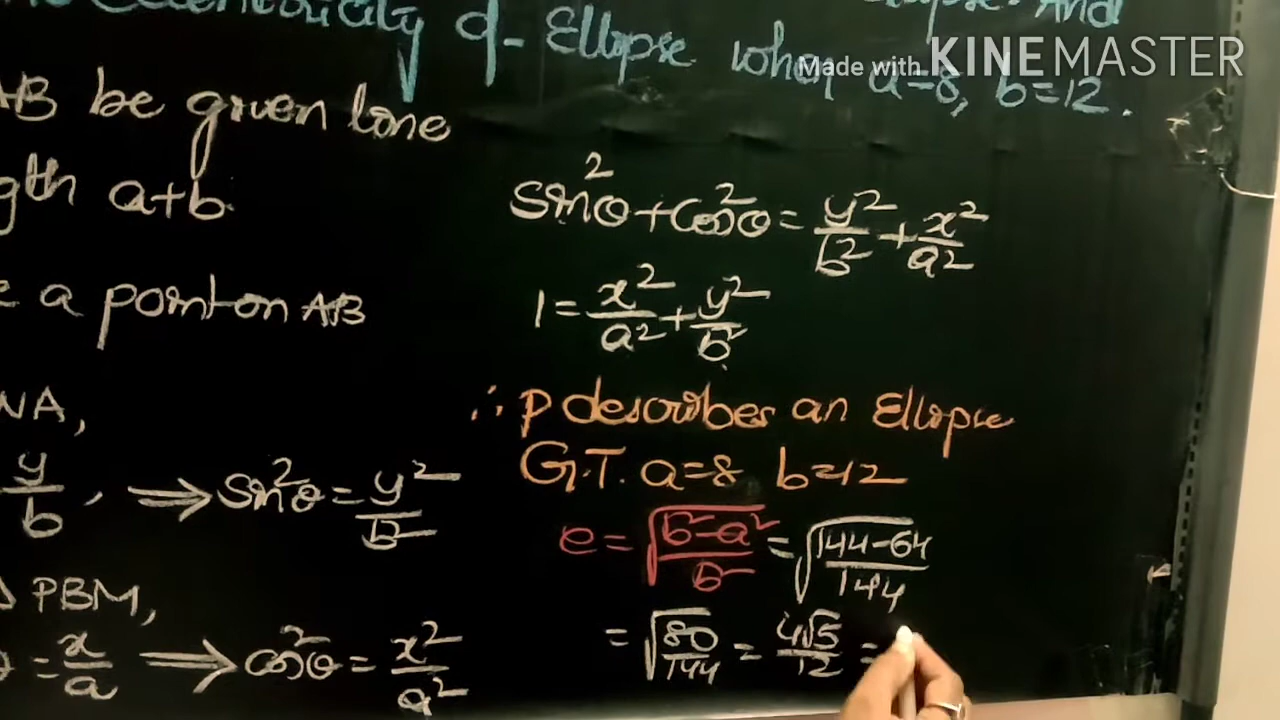 Ellipse. And
Eccentricity of Ellipse when a=8, b=12.
Made with KINEMASTER
AB be given line
gth a+b.
a point on AB
NA,
y/b, ⟹ sin²θ = y²/b²
PBM,
= x/a ⟹ cos²θ = x²/a²
sin²θ + cos²θ = y²/b² + x²/a²
1 = x²/a² + y²/b²
∴ P describes an Ellipse
G.T. a=8 b=12
e = √((b²-a²)/b²) = √((144-64)/144)
= √(80/144) = 4√5/12 =